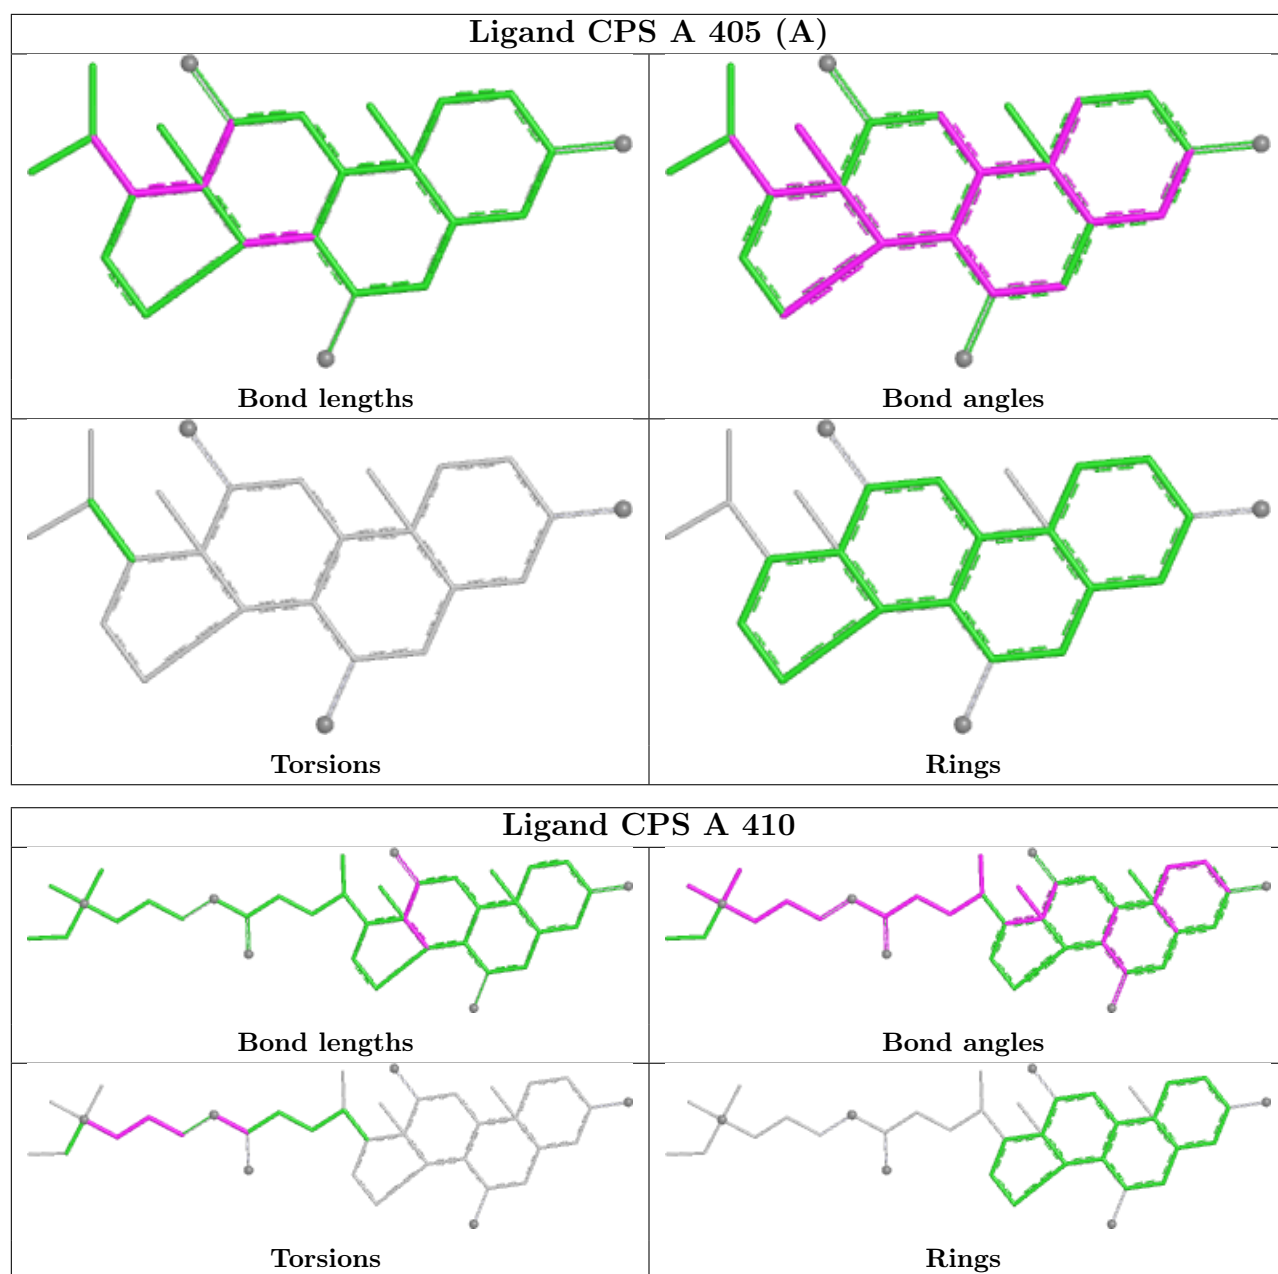 Ligand CPS A 405 (A)
Bond lengths
Bond angles
Torsions
Rings
Ligand CPS A 410
Bond lengths
Bond angles
Torsions
Rings